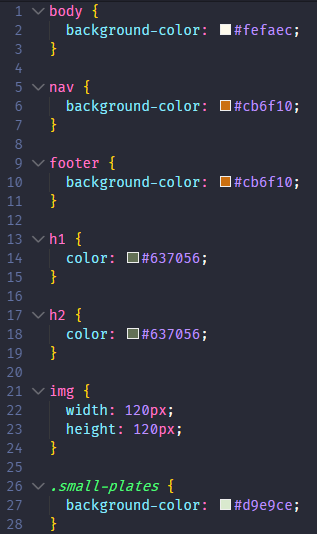 1 body {
2 background-color: #fefaec;
3 }
4
5 nav {
6 background-color: #cb6f10;
7 }
8
9 footer {
10 background-color: #cb6f10;
11 }
12
13 h1 {
14 color: #637056;
15 }
16
17 h2 {
18 color: #637056;
19 }
20
21 img {
22 width: 120px;
23 height: 120px;
24 }
25
26 .small-plates {
27 background-color: #d9e9ce;
28 }